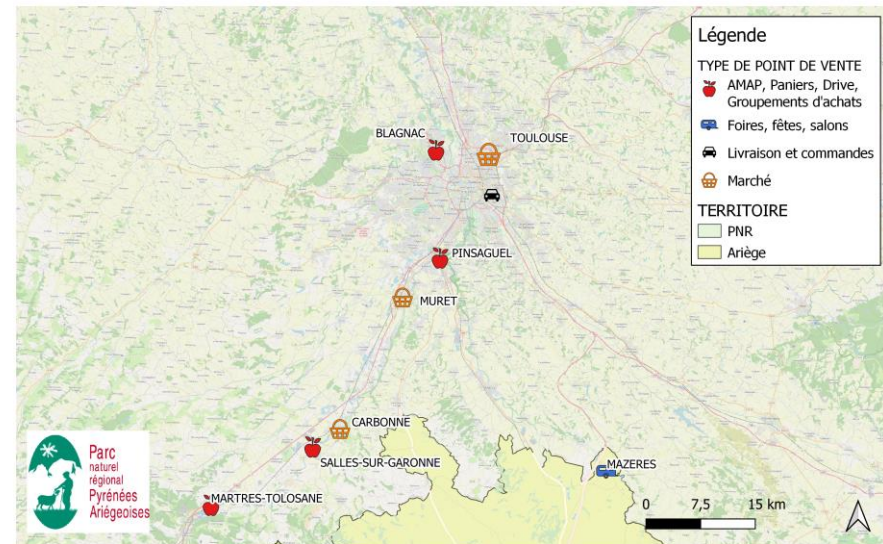 BLAGNAC
TOULOUSE
PINSAGUEL
MURET
CARBONNE
SALLES-SUR-GARONNE
MARTRES-TOLOSANE
MAZERES
Légende
TYPE DE POINT DE VENTE
AMAP, Paniers, Drive,
Groupements d'achats
Foires, fêtes, salons
Livraison et commandes
Marché
TERRITOIRE
PNR
Ariège
Parc
naturel
régional
Pyrénées
Ariégeoises
0 7,5 15 km